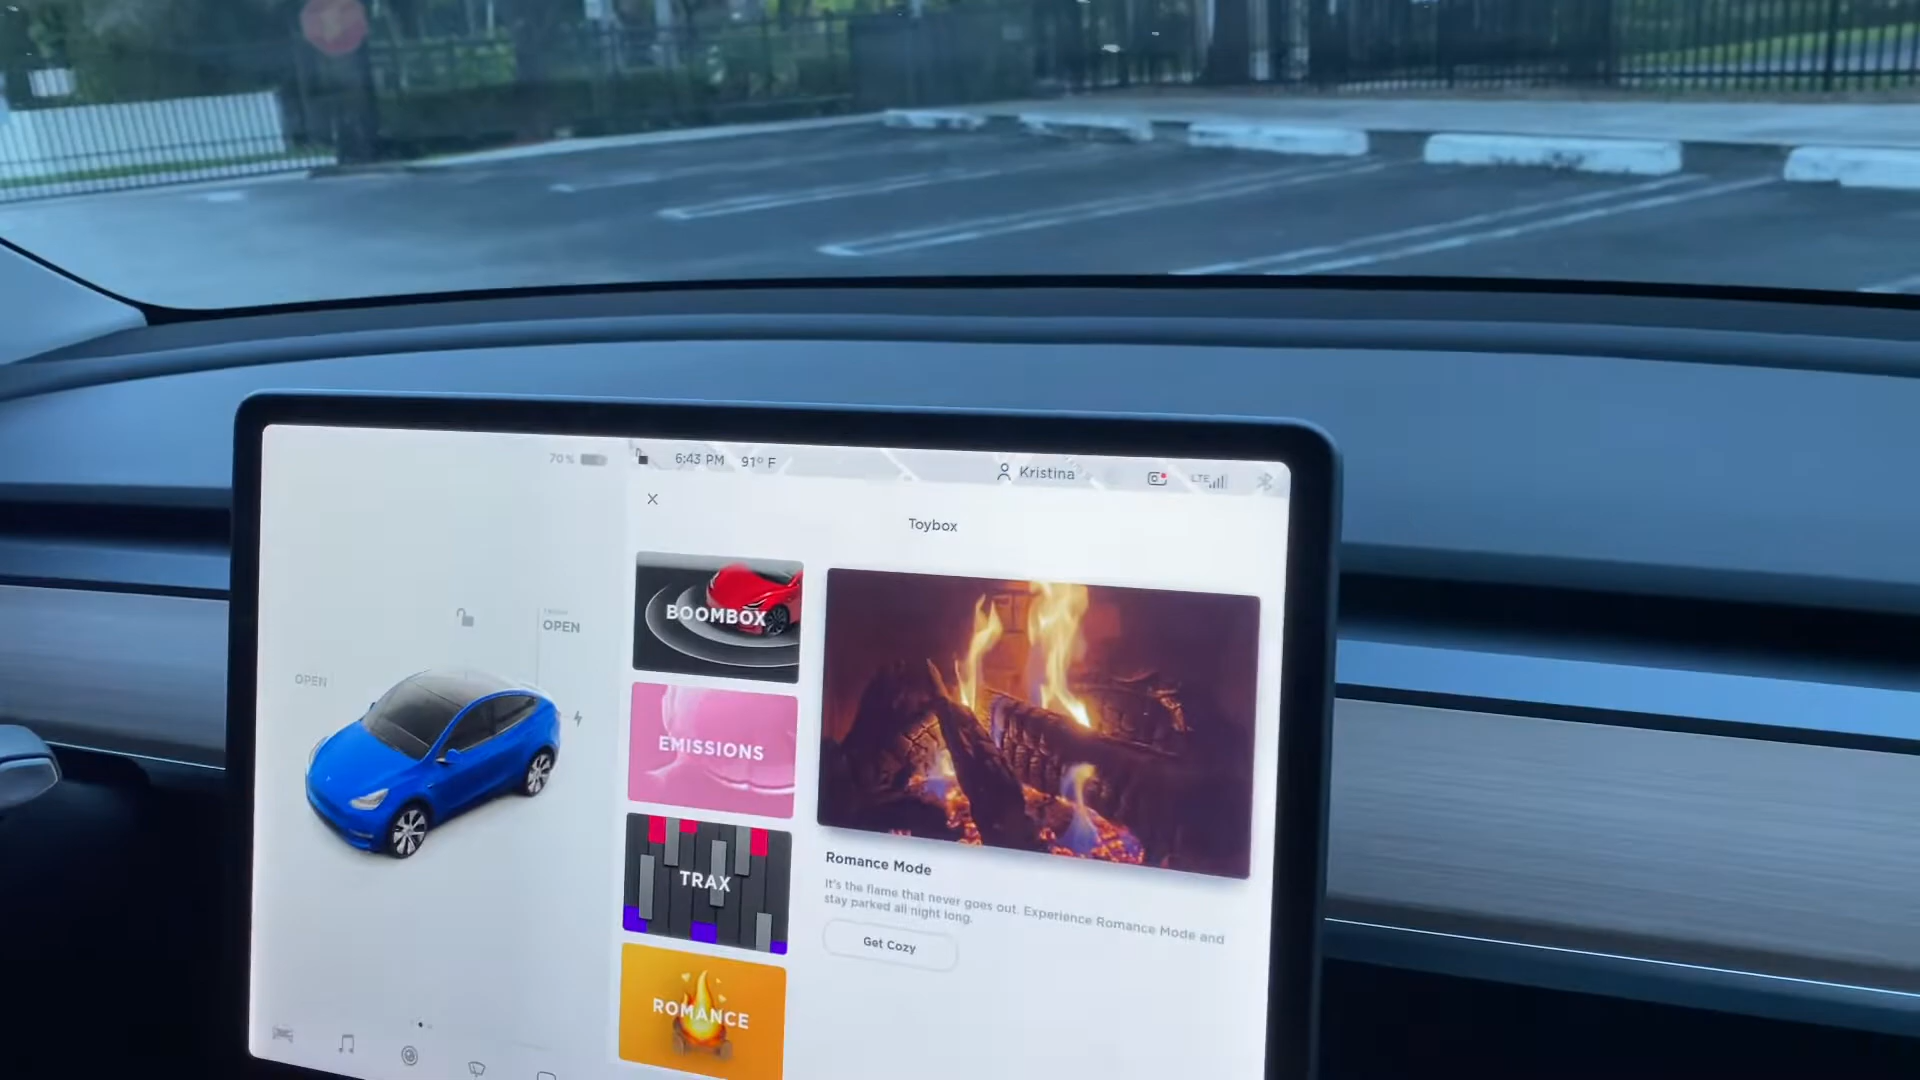 70 %
6:43 PM 91° F
Kristina
LTE
Toybox
OPEN
OPEN
BOOMBOX
EMISSIONS
TRAX
ROMANCE
Romance Mode
It's the flame that never goes out. Experience Romance Mode and
stay parked all night long.
Get Cozy